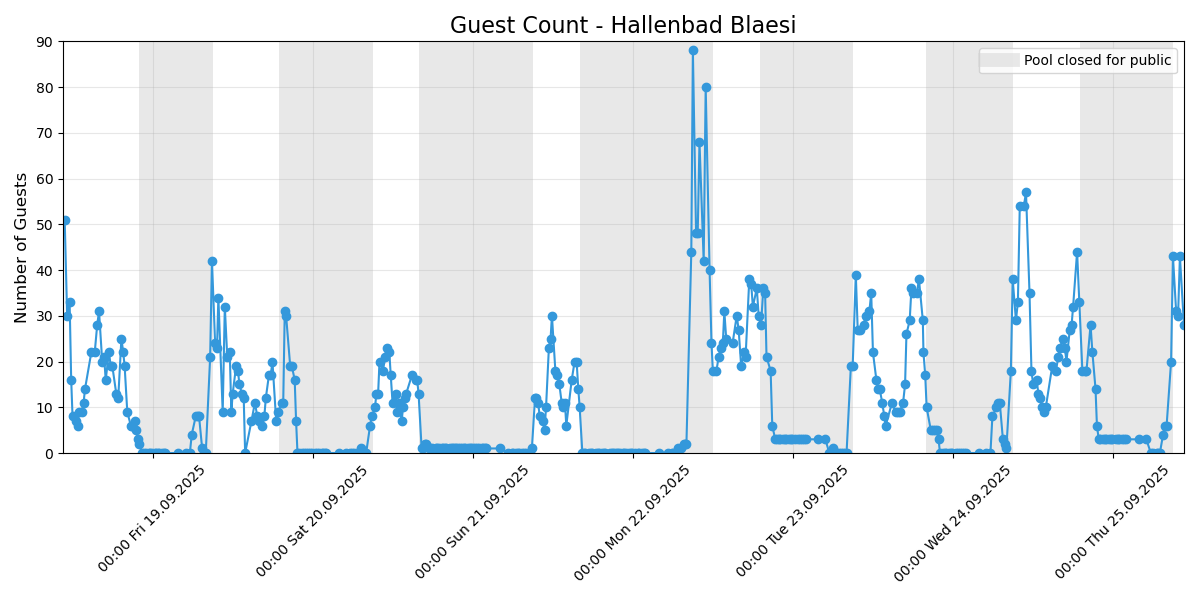 Guest Count - Hallenbad Blaesi
Pool closed for public
Number of Guests
90
80
70
60
50
40
30
20
10
0
00:00 Fri 19.09.2025
00:00 Sat 20.09.2025
00:00 Sun 21.09.2025
00:00 Mon 22.09.2025
00:00 Tue 23.09.2025
00:00 Wed 24.09.2025
00:00 Thu 25.09.2025